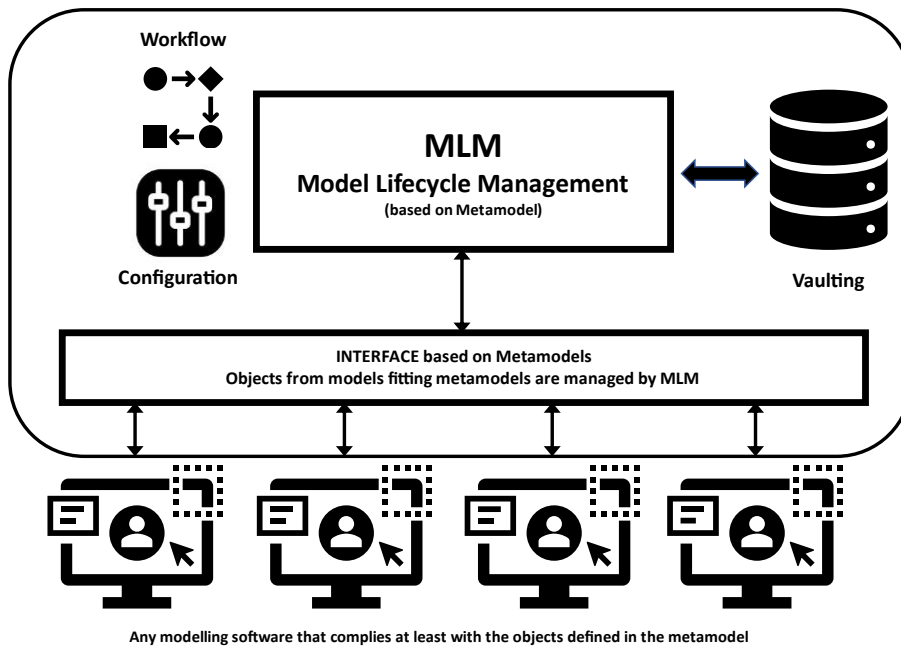 Workflow
MLM
Model Lifecycle Management
(based on Metamodel)
Configuration
Vaulting
INTERFACE based on Metamodels
Objects from models fitting metamodels are managed by MLM
Any modelling software that complies at least with the objects defined in the metamodel